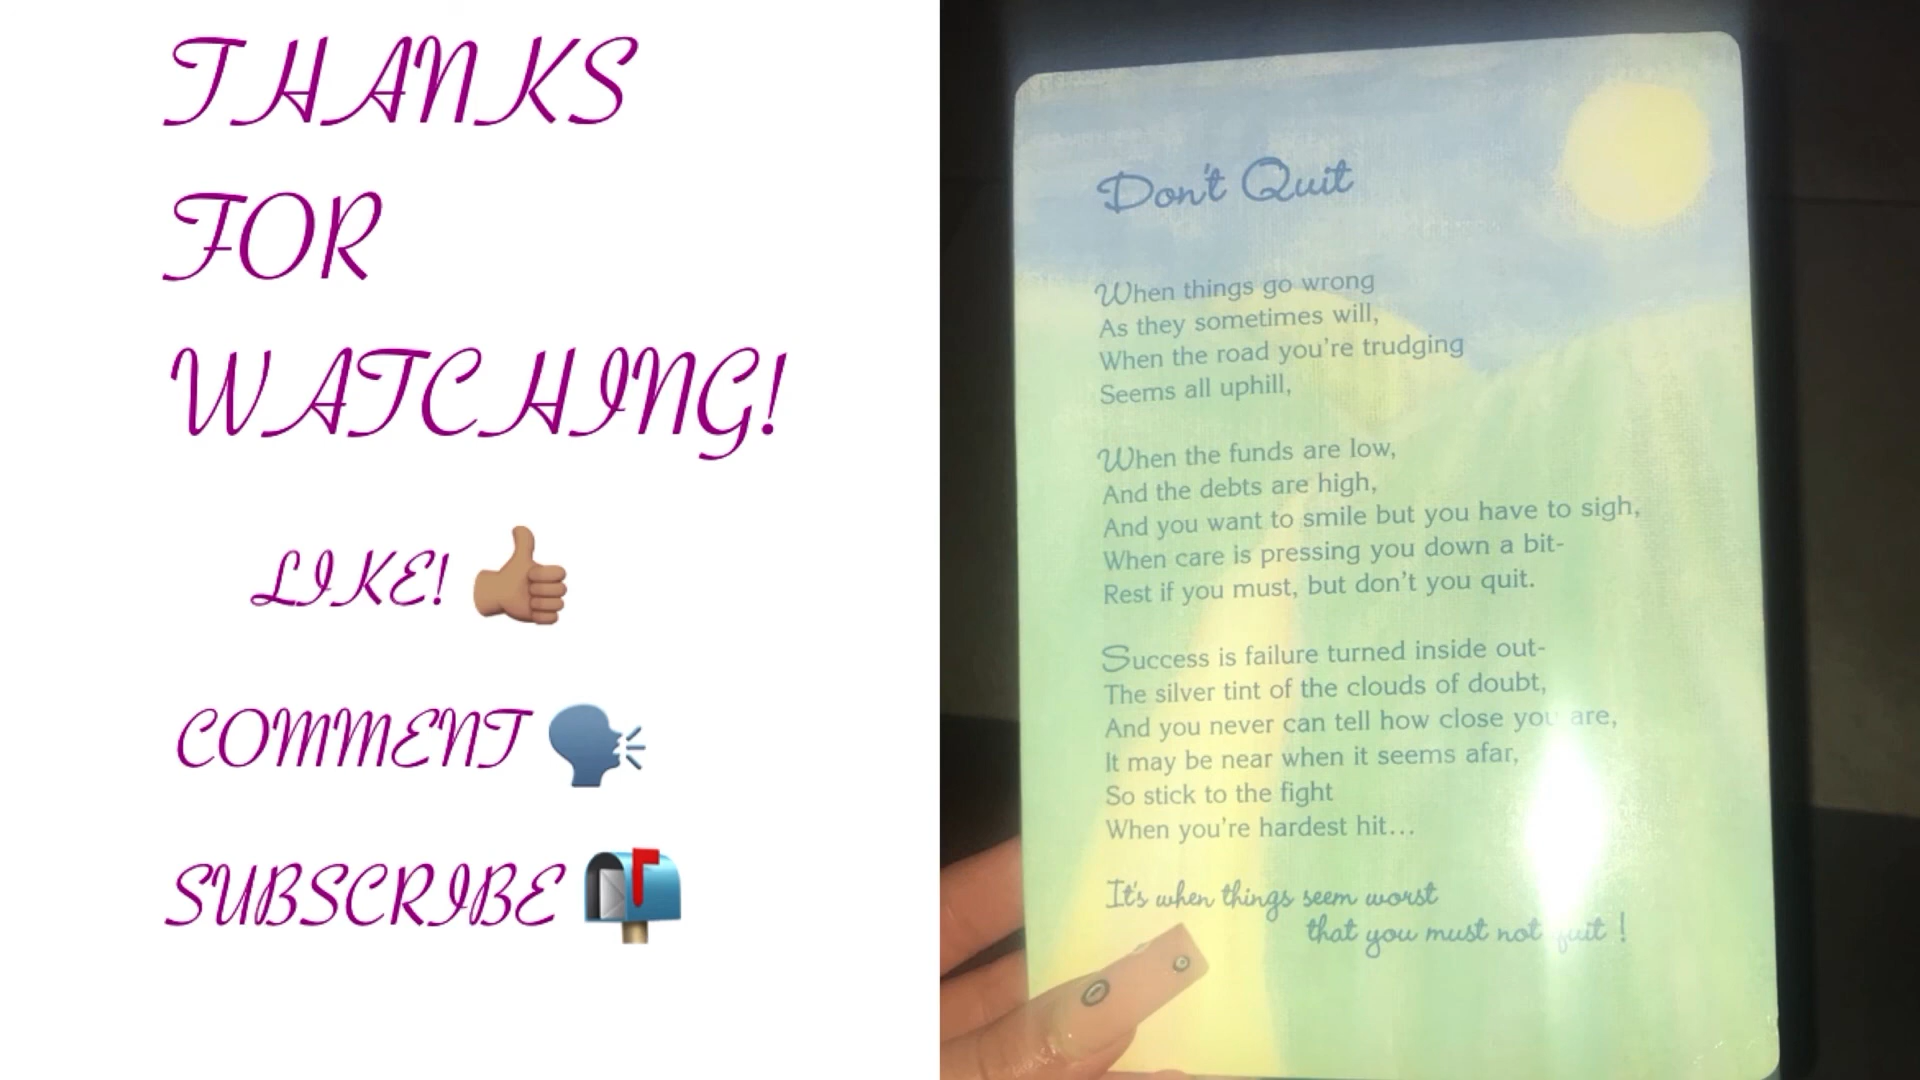 THANKS
FOR
WATCHING!
LIKE!
COMMENT
SUBSCRIBE
Don't Quit
When things go wrong
As they sometimes will,
When the road you're trudging
Seems all uphill,
When the funds are low,
And the debts are high,
And you want to smile but you have to sigh,
When care is pressing you down a bit-
Rest if you must, but don't you quit.
Success is failure turned inside out-
The silver tint of the clouds of doubt,
And you never can tell how close you are,
It may be near when it seems afar,
So stick to the fight
When you're hardest hit...
It's when things seem worst
that you must not quit !